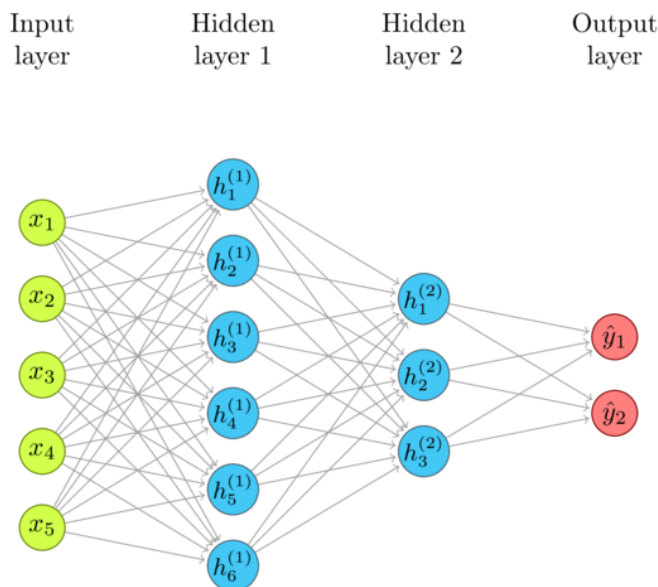 Input
layer
Hidden
layer 1
Hidden
layer 2
Output
layer
x₁
x₂
x₃
x₄
x₅
h₁⁽¹⁾
h₂⁽¹⁾
h₃⁽¹⁾
h₄⁽¹⁾
h₅⁽¹⁾
h₆⁽¹⁾
h₁⁽²⁾
h₂⁽²⁾
h₃⁽²⁾
ŷ₁
ŷ₂